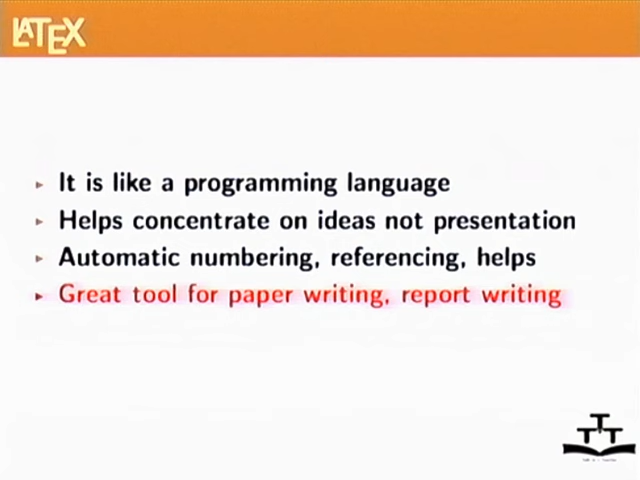 LATEX
It is like a programming language
Helps concentrate on ideas not presentation
Automatic numbering, referencing, helps
Great tool for paper writing, report writing
TTT